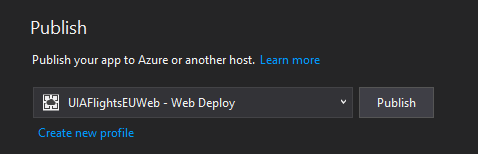 Publish
Publish your app to Azure or another host. Learn more
UIAFlightsEUWeb - Web Deploy
Publish
Create new profile